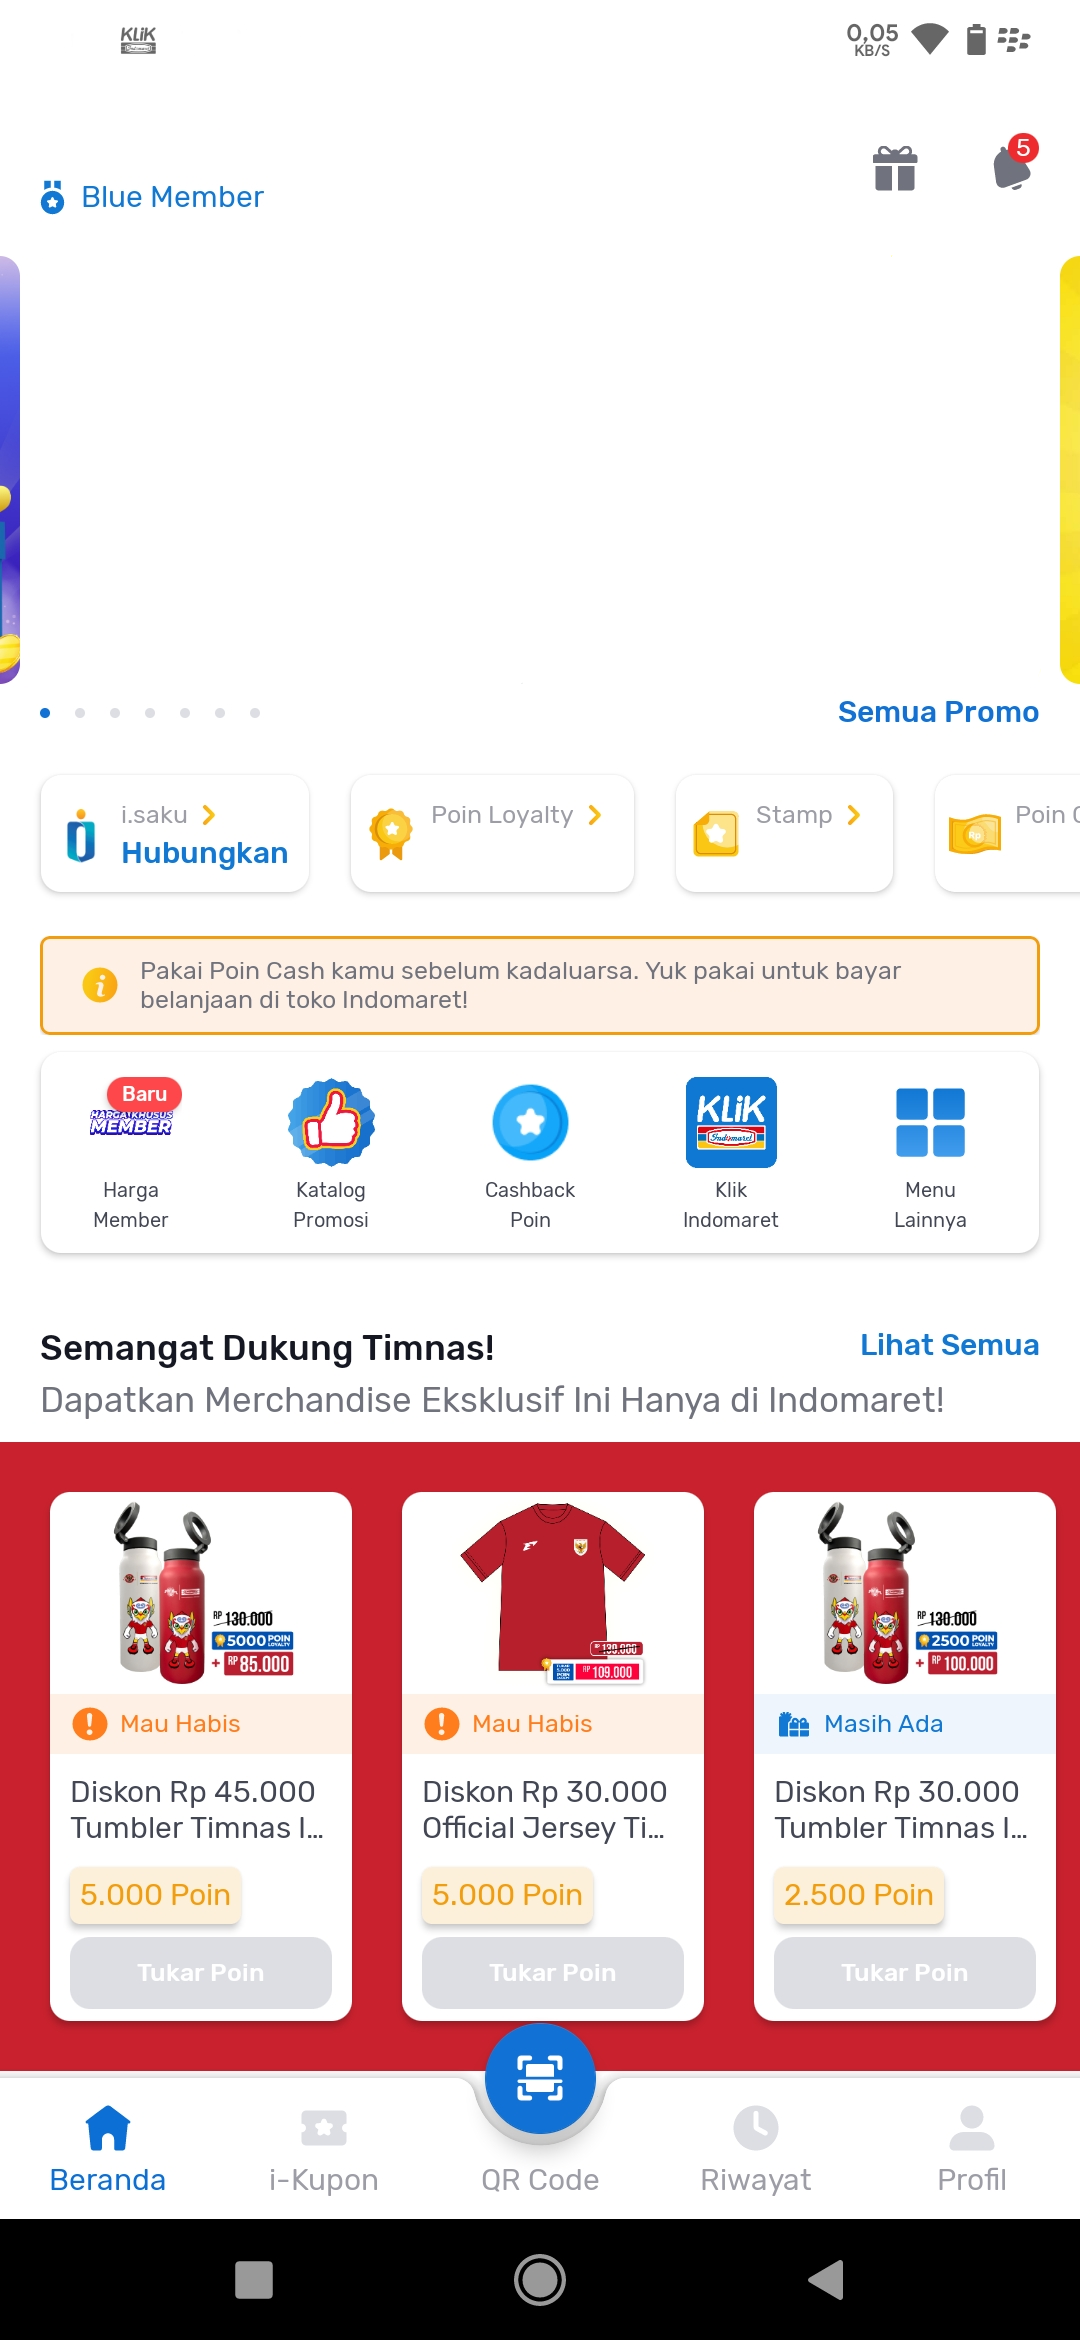 KLIK
0,05
KB/S
5
Blue Member
Semua Promo
i.saku
Hubungkan
Poin Loyalty
Stamp
Poin C
Pakai Poin Cash kamu sebelum kadaluarsa. Yuk pakai untuk bayar
belanjaan di toko Indomaret!
Baru
HARGA KHUSUS
MEMBER
KLIK
Indomaret
Harga
Member
Katalog
Promosi
Cashback
Poin
Klik
Indomaret
Menu
Lainnya
Semangat Dukung Timnas!
Lihat Semua
Dapatkan Merchandise Eksklusif Ini Hanya di Indomaret!
RP 130.000
5000 POIN LOYALTY
+ RP 85.000
RP 130.000
RP 109.000
RP 130.000
2500 POIN LOYALTY
+ RP 100.000
Mau Habis
Mau Habis
Masih Ada
Diskon Rp 45.000
Tumbler Timnas I...
Diskon Rp 30.000
Official Jersey Ti...
Diskon Rp 30.000
Tumbler Timnas I...
5.000 Poin
5.000 Poin
2.500 Poin
Tukar Poin
Tukar Poin
Tukar Poin
Beranda
i-Kupon
QR Code
Riwayat
Profil